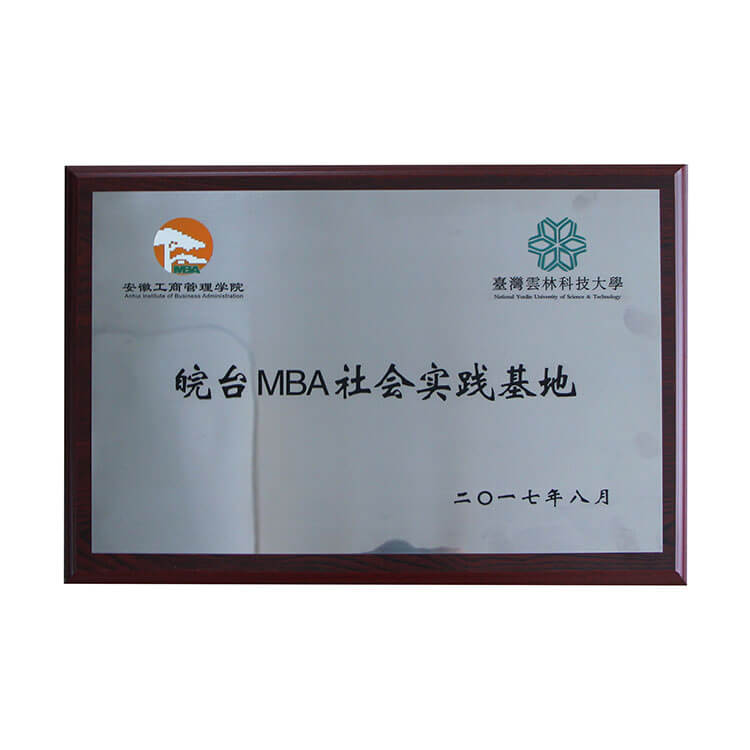 MBA
安徽工商管理学院
Anhui Institute of Business Administration
臺灣雲林科技大學
National Yunlin University of Science & Technology
皖台MBA社会实践基地
二〇一七年八月